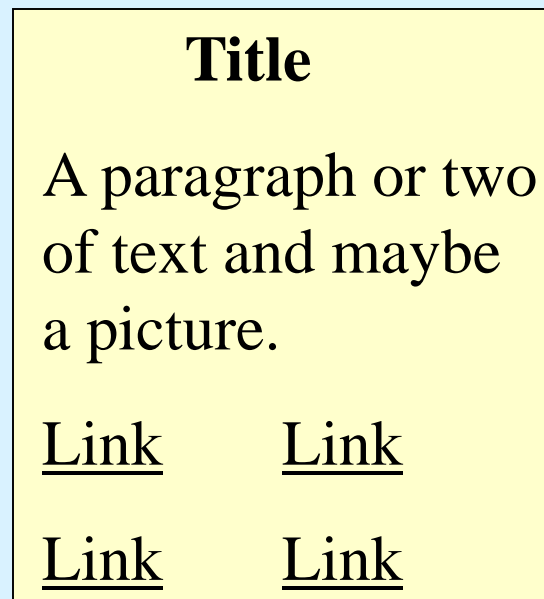 Title
A paragraph or two
of text and maybe
a picture.
Link Link
Link Link